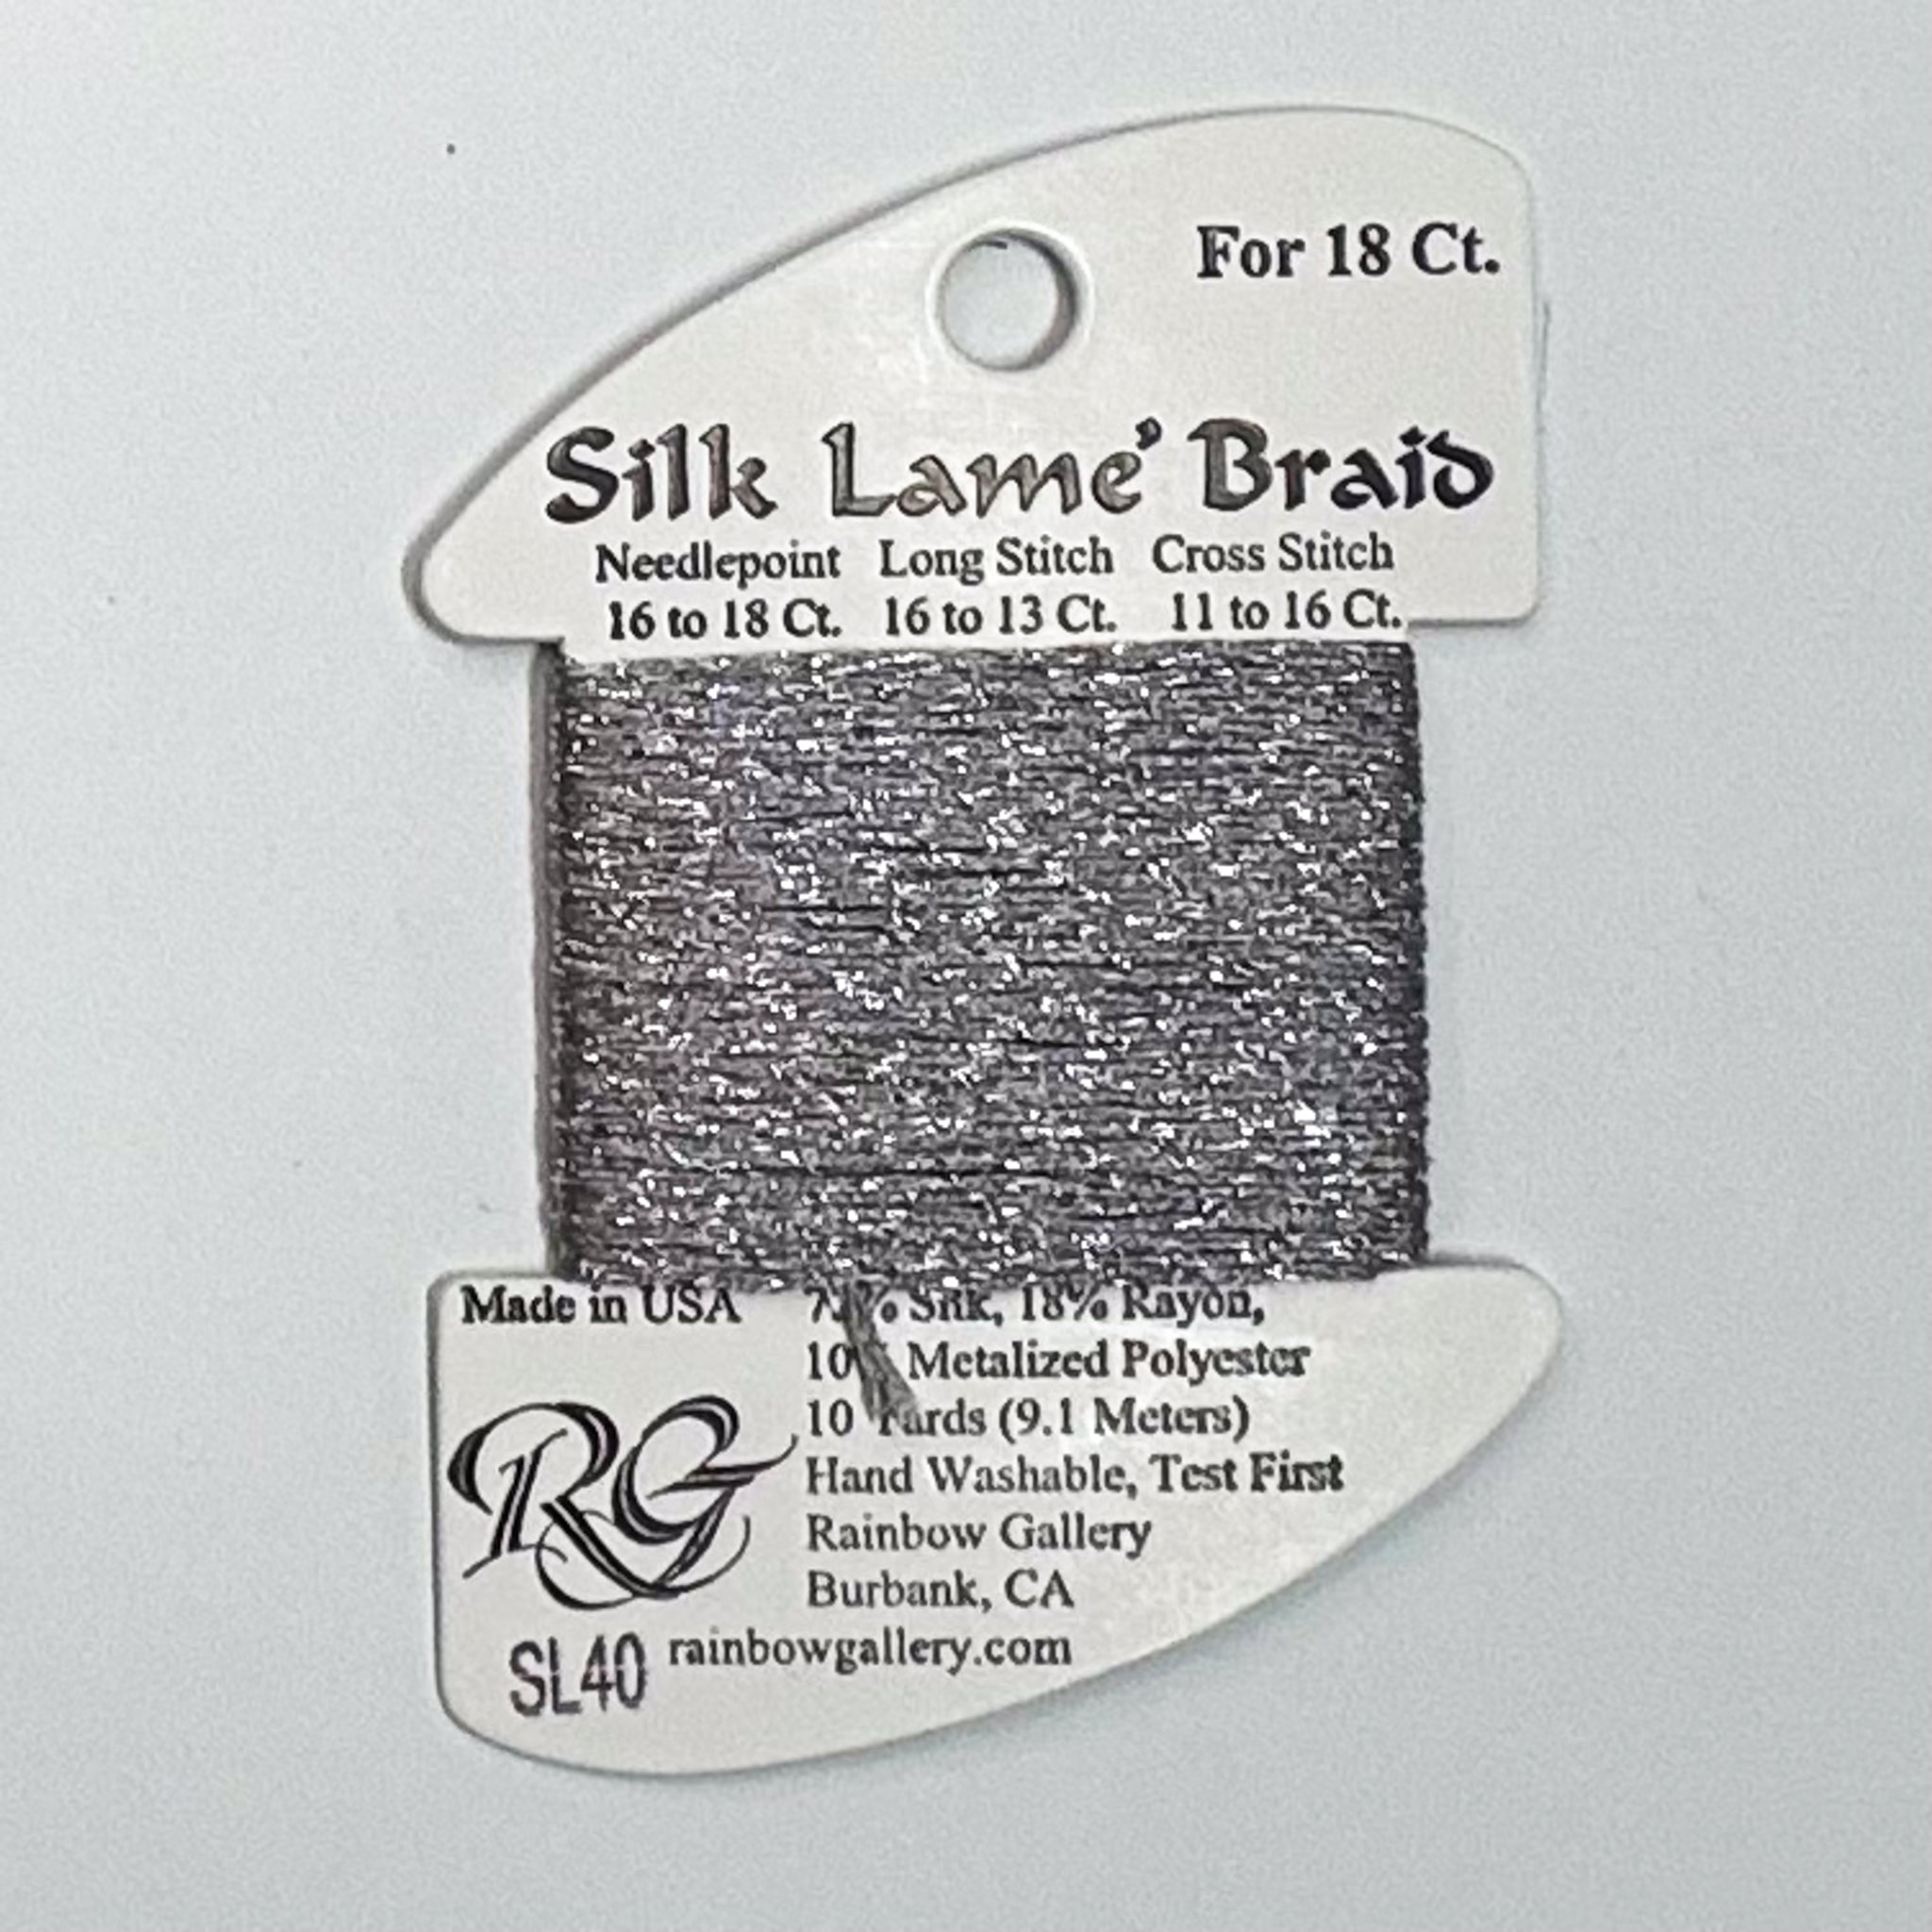 For 18 Ct.
Silk Lame' Braid
Needlepoint Long Stitch Cross Stitch
16 to 18 Ct. 16 to 13 Ct. 11 to 16 Ct.
Made in USA
Silk, 18% Rayon,
Metalized Polyester
10 Yards (9.1 Meters)
Hand Washable, Test First
Rainbow Gallery
Burbank, CA
rainbowgallery.com
RG
SL40